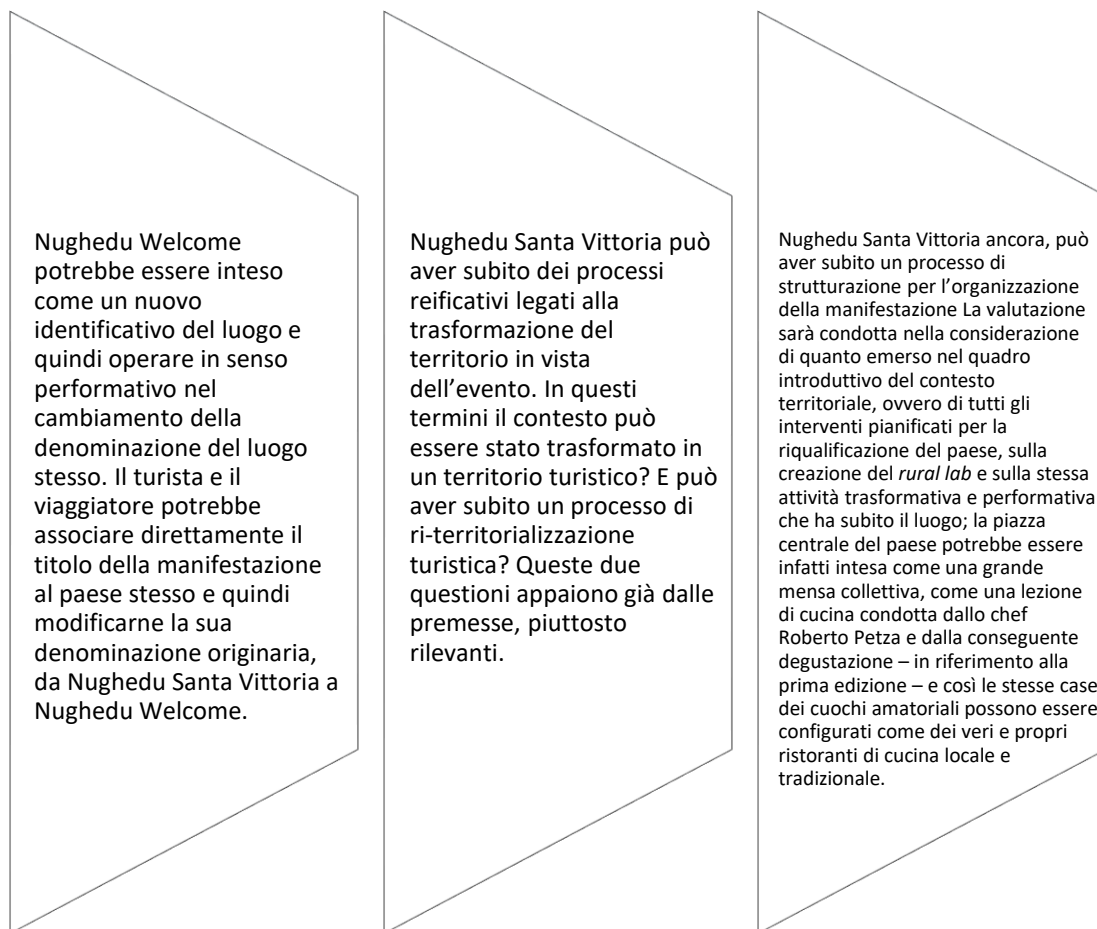 Nughedu Welcome
potrebbe essere inteso
come un nuovo
identificativo del luogo e
quindi operare in senso
performativo nel
cambiamento della
denominazione del luogo
stesso. Il turista e il
viaggiatore potrebbe
associare direttamente il
titolo della manifestazione
al paese stesso e quindi
modificarne la sua
denominazione originaria,
da Nughedu Santa Vittoria a
Nughedu Welcome.
Nughedu Santa Vittoria può
aver subito dei processi
reificativi legati alla
trasformazione del
territorio in vista
dell’evento. In questi
termini il contesto può
essere stato trasformato in
un territorio turistico? E può
aver subito un processo di
ri-territorializzazione
turistica? Queste due
questioni appaiono già dalle
premesse, piuttosto
rilevanti.
Nughedu Santa Vittoria ancora, può
aver subito un processo di
strutturazione per l’organizzazione
della manifestazione La valutazione
sarà condotta nella considerazione
di quanto emerso nel quadro
introduttivo del contesto
territoriale, ovvero di tutti gli
interventi pianificati per la
riqualificazione del paese, sulla
creazione del rural lab e sulla stessa
attività trasformativa e performativa
che ha subito il luogo; la piazza
centrale del paese potrebbe essere
infatti intesa come una grande
mensa collettiva, come una lezione
di cucina condotta dallo chef
Roberto Petza e dalla conseguente
degustazione – in riferimento alla
prima edizione – e così le stesse case
dei cuochi amatoriali possono essere
configurati come dei veri e propri
ristoranti di cucina locale e
tradizionale.